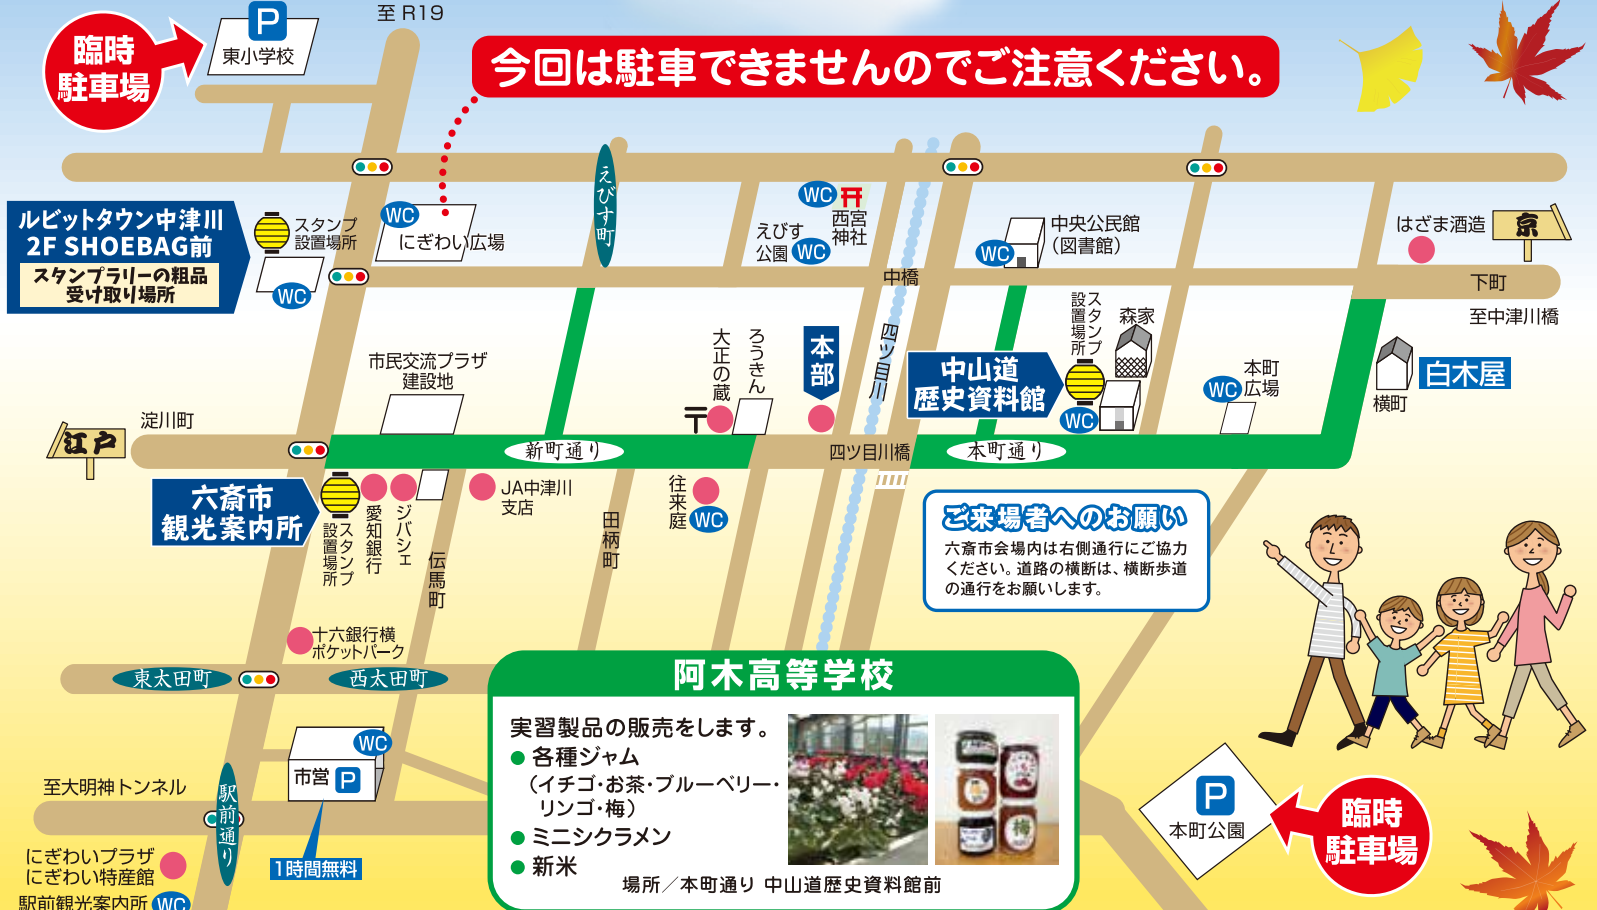 至 R19
臨時
駐車場
P
東小学校
今回は駐車できませんのでご注意ください。
えびす町
ルビットタウン中津川
2F SHOEBAG前
スタンプラリーの粗品
受け取り場所
スタンプ
設置場所
WC
WC
にぎわい広場
WC
西宮
神社
えびす
公園
WC
中央公民館
（図書館）
WC
はざま酒造
京
中橋
下町
至中津川橋
四ツ目川
市民交流プラザ
建設地
大正の蔵
ろうきん
本部
中山道
歴史資料館
スタンプ
設置場所
森家
WC
本町
広場
WC
白木屋
横町
淀川町
江戸
〒
新町通り
四ツ目川橋
本町通り
六斎市
観光案内所
スタンプ
設置場所
愛知銀行
ジバシェ
伝馬町
JA中津川
支店
田柄町
往来庭
WC
ご来場者へのお願い
六斎市会場内は右側通行にご協力
ください。道路の横断は、横断歩道
の通行をお願いします。
十六銀行横
ポケットパーク
東太田町
西太田町
WC
市営 P
1時間無料
至大明神トンネル
駅前通り
にぎわいプラザ
にぎわい特産館
駅前観光案内所
WC
阿木高等学校
実習製品の販売をします。
● 各種ジャム
（イチゴ・お茶・ブルーベリー・
リンゴ・梅）
● ミニシクラメン
● 新米
梅
場所／本町通り 中山道歴史資料館前
P
本町公園
臨時
駐車場